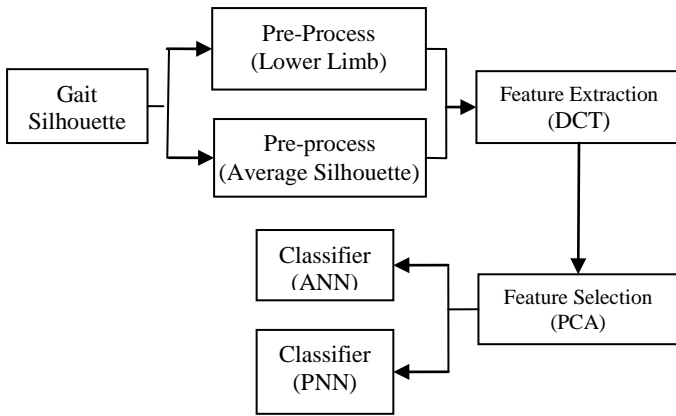 Gait
Silhouette
Pre-Process
(Lower Limb)
Pre-process
(Average Silhouette)
Feature Extraction
(DCT)
Feature Selection
(PCA)
Classifier
(ANN)
Classifier
(PNN)